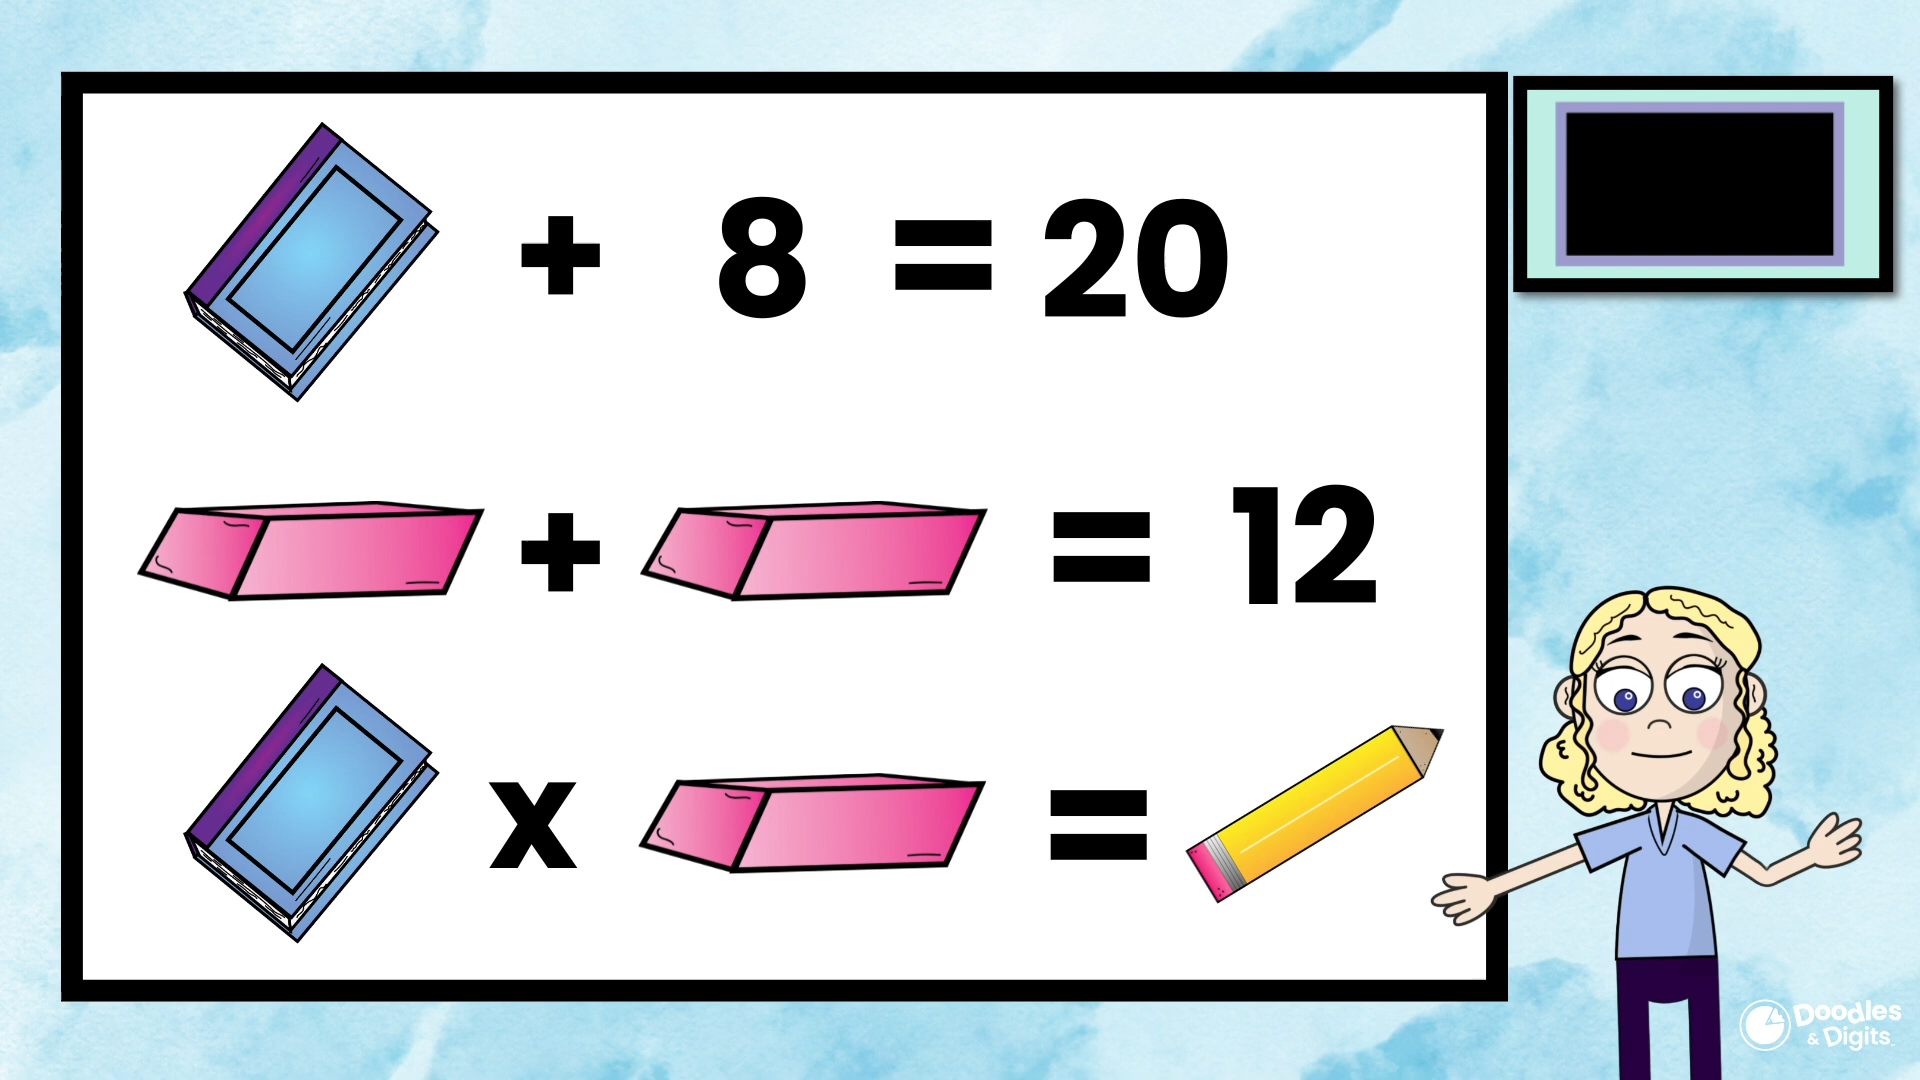 + 8 = 20
+ = 12
x =
Doodles
& Digits